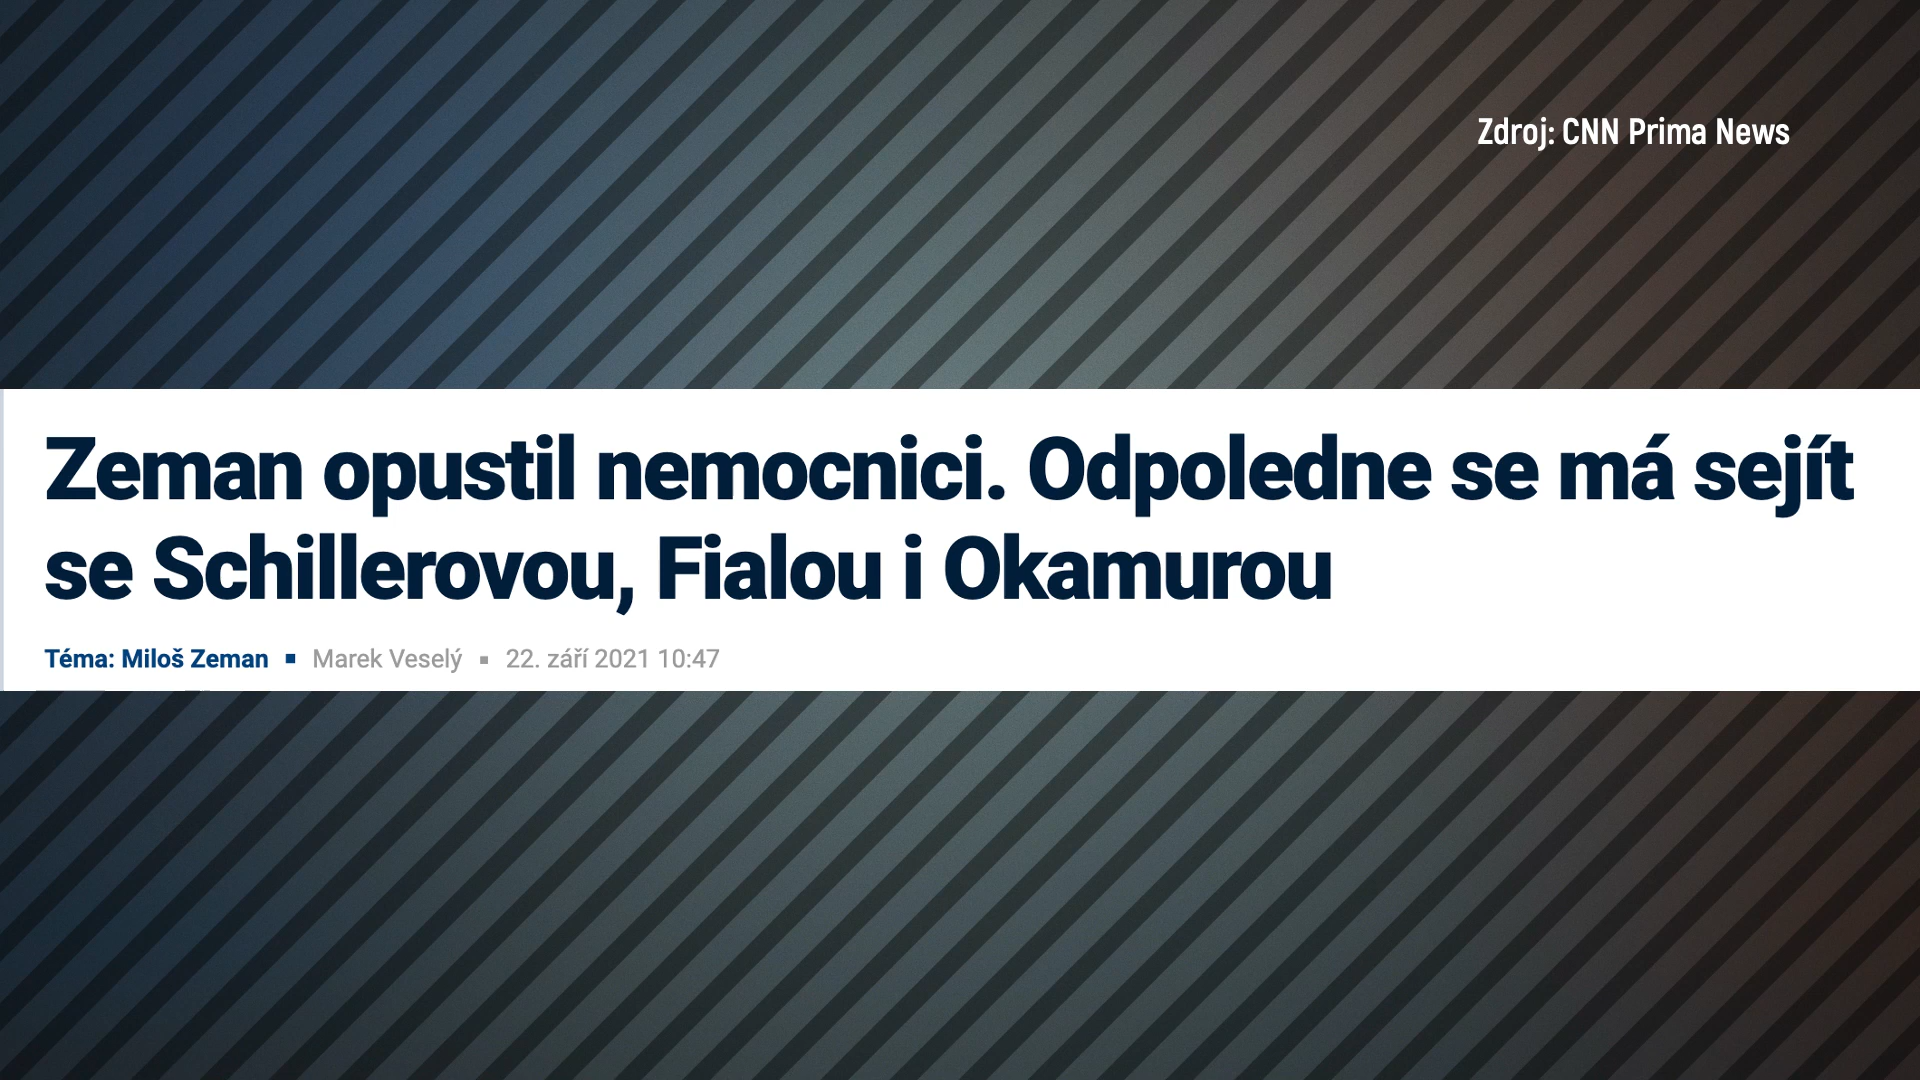 Zdroj: CNN Prima News
Zeman opustil nemocnici. Odpoledne se má sejít
se Schillerovou, Fialou i Okamurou
Téma: Miloš Zeman ▪ Marek Veselý ▪ 22. září 2021 10:47